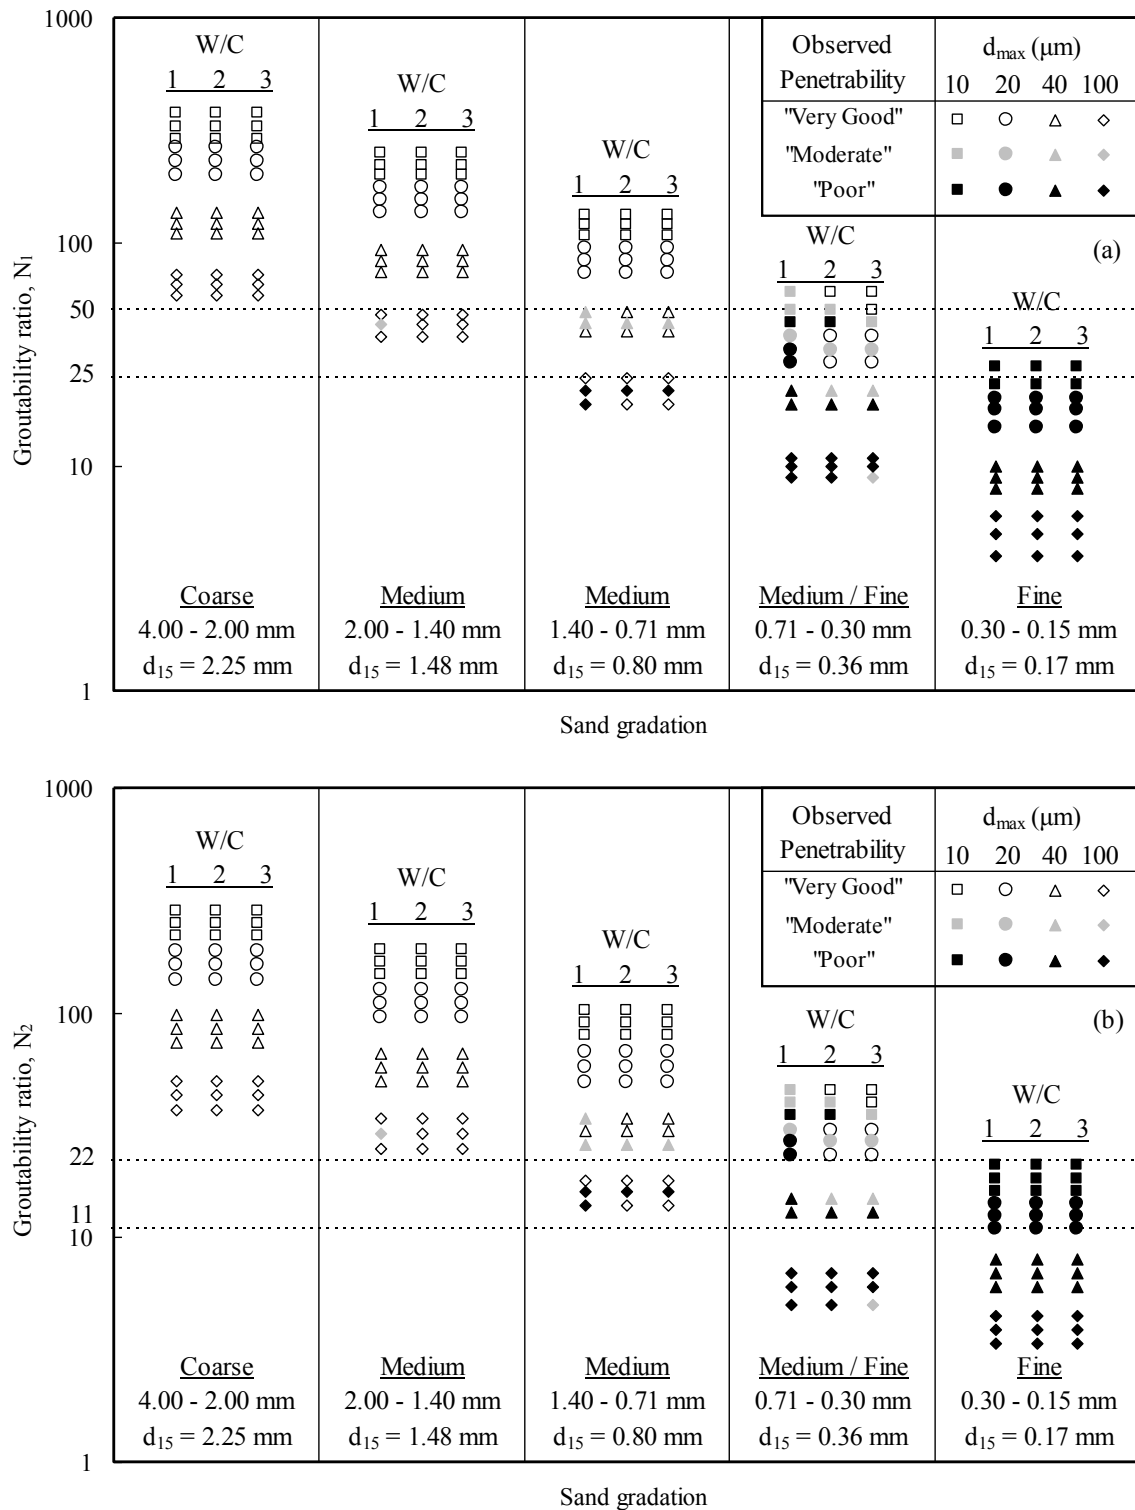 1000
W/C
1 2 3
W/C
1 2 3
W/C
1 2 3
Observed
Penetrability
d₁₅max (μm)
10 20 40 100
"Very Good"
"Moderate"
"Poor"
W/C
1 2 3
(a)
W/C
1 2 3
100
50
25
10
1
Groutability ratio, N₁
Coarse
4.00 - 2.00 mm
d₁₅ = 2.25 mm
Medium
2.00 - 1.40 mm
d₁₅ = 1.48 mm
Medium
1.40 - 0.71 mm
d₁₅ = 0.80 mm
Medium / Fine
0.71 - 0.30 mm
d₁₅ = 0.36 mm
Fine
0.30 - 0.15 mm
d₁₅ = 0.17 mm
Sand gradation
1000
W/C
1 2 3
W/C
1 2 3
W/C
1 2 3
Observed
Penetrability
dmax (μm)
10 20 40 100
"Very Good"
"Moderate"
"Poor"
W/C
1 2 3
(b)
W/C
1 2 3
100
22
11
10
1
Groutability ratio, N₂
Coarse
4.00 - 2.00 mm
d₁₅ = 2.25 mm
Medium
2.00 - 1.40 mm
d₁₅ = 1.48 mm
Medium
1.40 - 0.71 mm
d₁₅ = 0.80 mm
Medium / Fine
0.71 - 0.30 mm
d₁₅ = 0.36 mm
Fine
0.30 - 0.15 mm
d₁₅ = 0.17 mm
Sand gradation